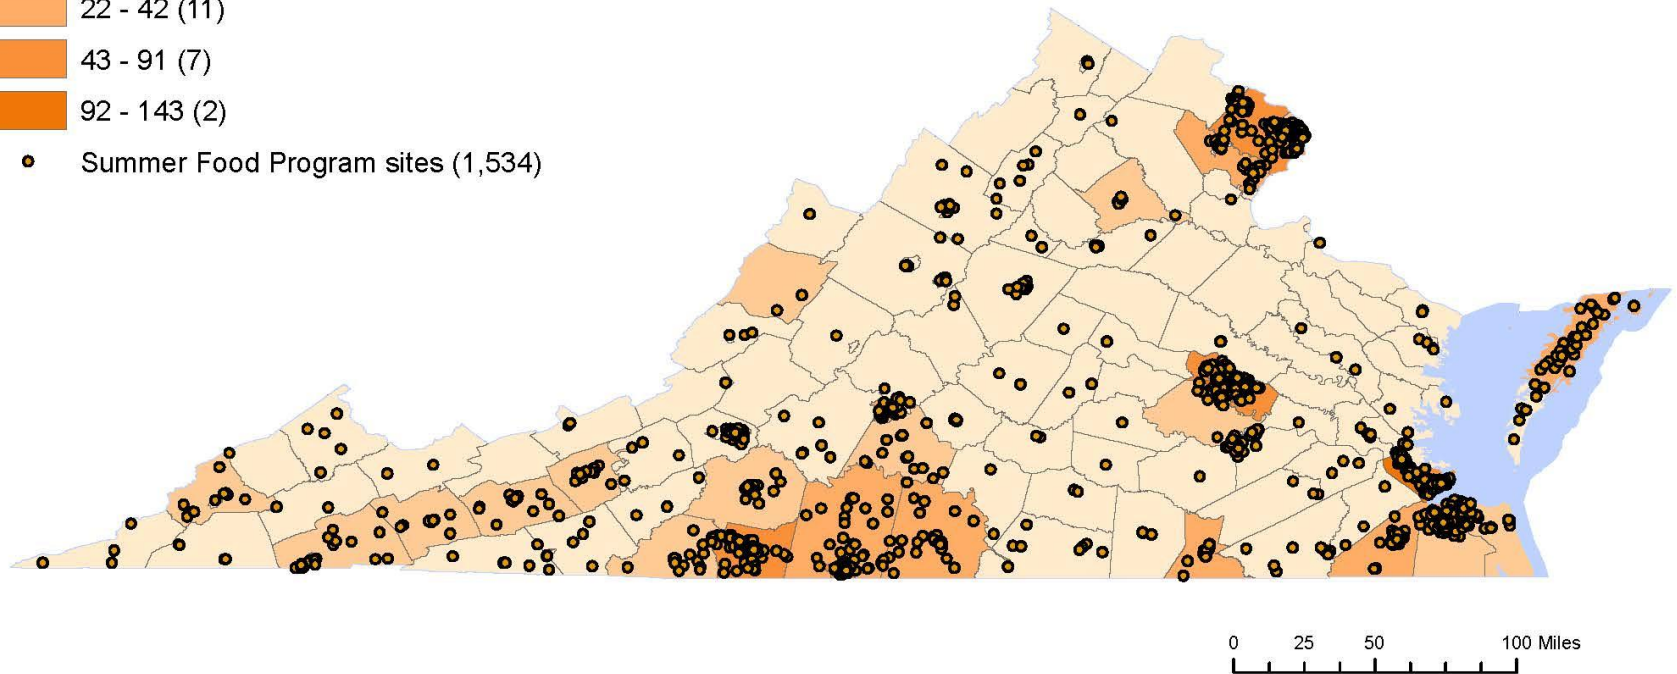 22 - 42 (11)
43 - 91 (7)
92 - 143 (2)
Summer Food Program sites (1,534)
0 25 50 100 Miles